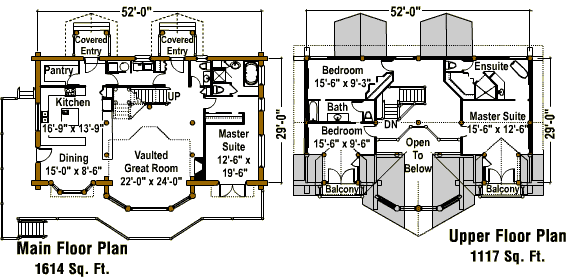 52'-0"
Covered
Entry
Covered
Entry
Pantry
Kitchen
16'-9" x 13'-9"
UP
Dining
15'-0" x 8'-6"
Vaulted
Great Room
22'-0" x 24'-0"
Master
Suite
12'-6" x
19'-6"
29'-0"
Main Floor Plan
1614 Sq. Ft.
52'-0"
Bedroom
15'-6" x 9'-3"
Ensuite
Bath
DN
Bedroom
15'-6" x 9'-6"
Master Suite
15'-6" x 12'-6"
Open
To
Below
Balcony
Balcony
29'-0"
Upper Floor Plan
1117 Sq. Ft.